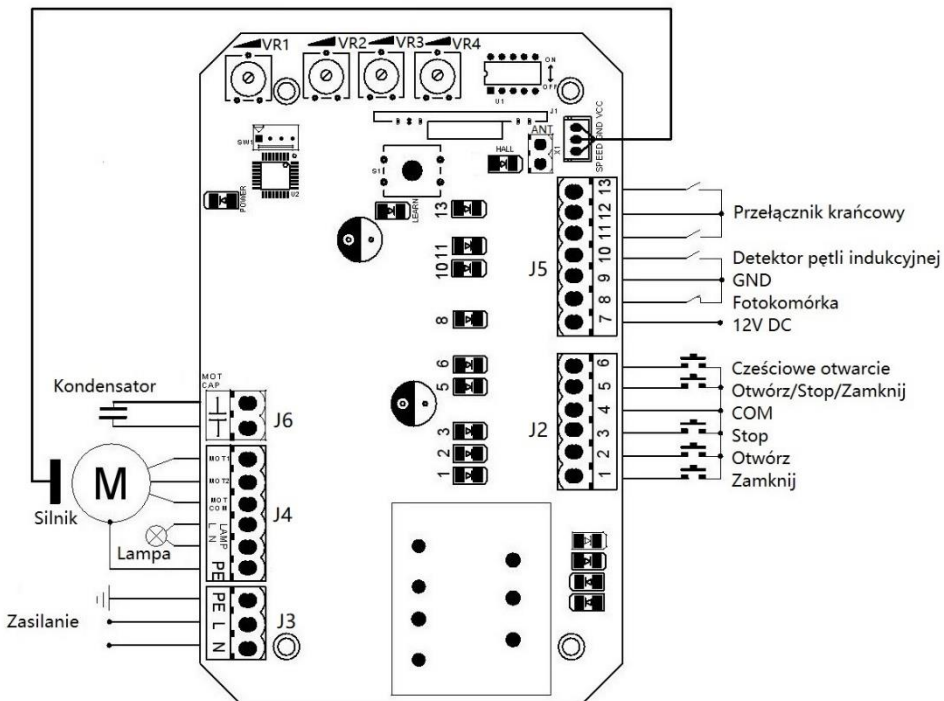 VR1
VR2
VR3
VR4
ON
OFF
U1
J1
ANT
X1
SPEED GND VCC
SW1
U2
S1
HALL
POWER
LEARN
13
11
10
8
6
5
3
2
1
J5
13
12
11
10
9
8
7
Przełącznik krańcowy
Detektor pętli indukcyjnej
GND
Fotokomórka
12V DC
J2
6
5
4
3
2
1
Cześciowe otwarcie
Otwórz/Stop/Zamknij
COM
Stop
Otwórz
Zamknij
Kondensator
MOT
CAP
J6
M
Silnik
MOT1
MOT2
MOT
COM
L
N
LAMP
PE
J4
Lampa
Zasilanie
PE
L
N
J3